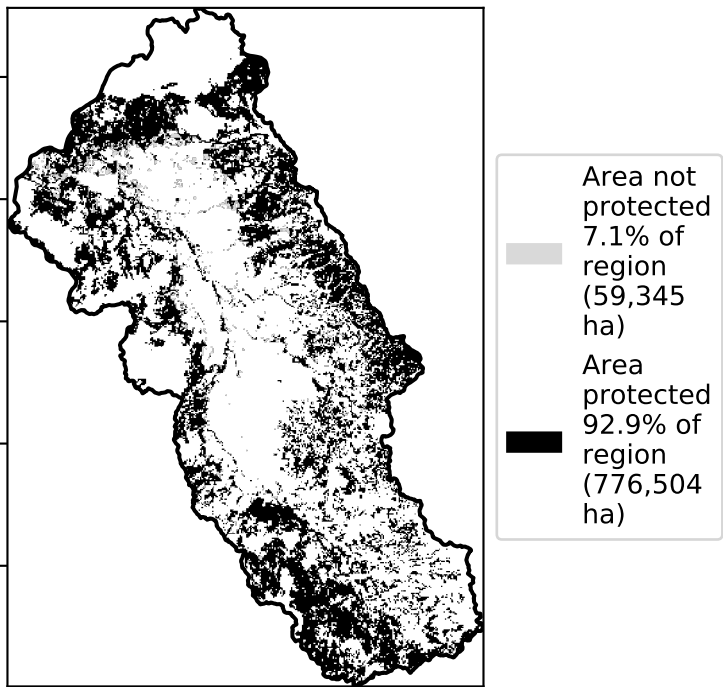 Area not
protected
7.1% of
region
(59,345
ha)
Area
protected
92.9% of
region
(776,504
ha)